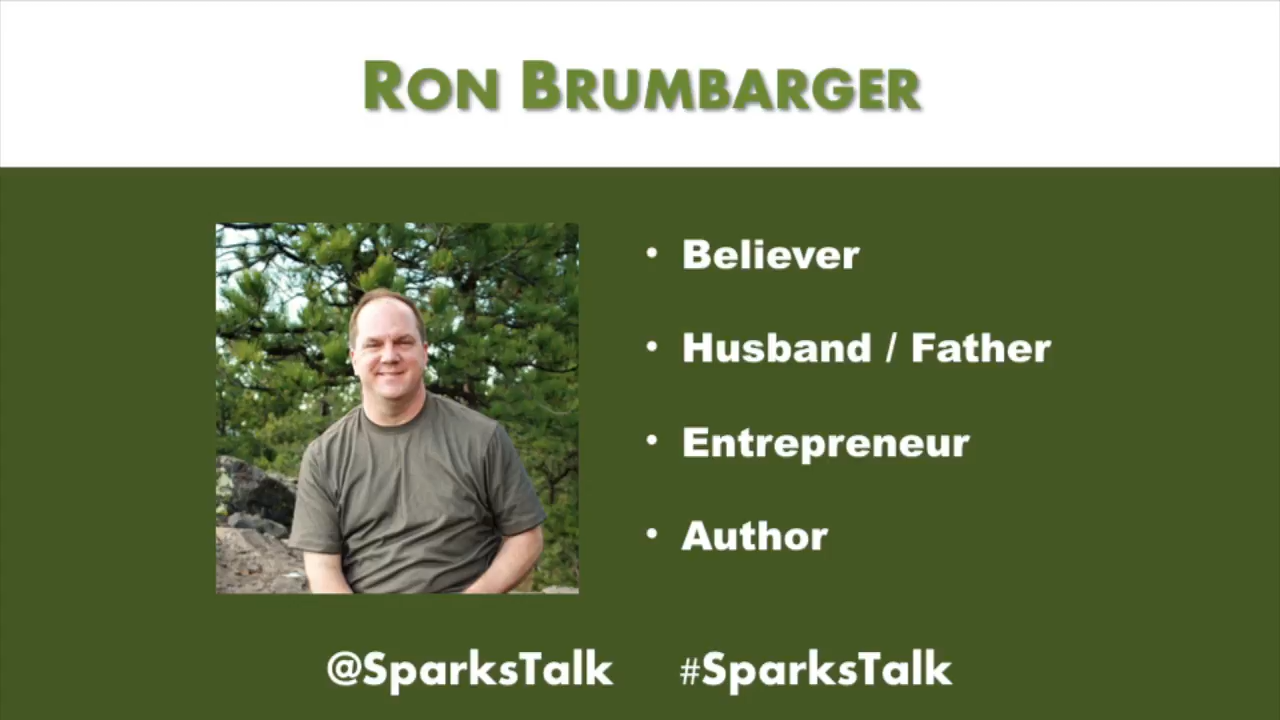 RON BRUMBARGER
• Believer
• Husband / Father
• Entrepreneur
• Author
@SparksTalk #SparksTalk